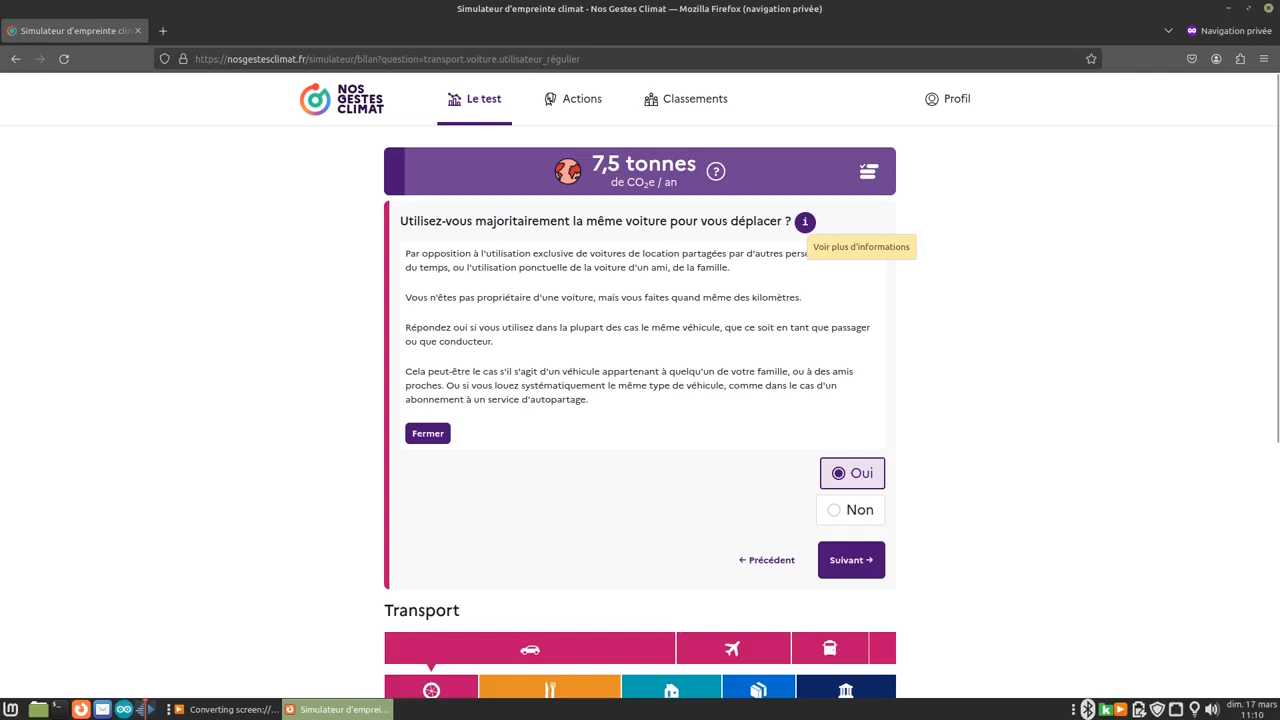 Simulateur d'empreinte climat - Nos Gestes Climat — Mozilla Firefox (navigation privée)
Simulateur d'empreinte clim
Navigation privée
https://nosgestesclimat.fr/simulateur/bilan?question=transport.voiture.utilisateur_régulier
NOS
GESTES
CLIMAT
Le test
Actions
Classements
Profil
7,5 tonnes
de CO₂e / an
?
Utilisez-vous majoritairement la même voiture pour vous déplacer ?
i
Voir plus d'informations
Par opposition à l'utilisation exclusive de voitures de location partagées par d'autres perso
du temps, ou l'utilisation ponctuelle de la voiture d'un ami, de la famille.
Vous n'êtes pas propriétaire d'une voiture, mais vous faites quand même des kilomètres.
Répondez oui si vous utilisez dans la plupart des cas le même véhicule, que ce soit en tant que passager
ou que conducteur.
Cela peut-être le cas s'il s'agit d'un véhicule appartenant à quelqu'un de votre famille, ou à des amis
proches. Ou si vous louez systématiquement le même type de véhicule, comme dans le cas d'un
abonnement à un service d'autopartage.
Fermer
Oui
Non
← Précédent
Suivant →
Transport
Converting screen://...
Simulateur d'emprei...
dim. 17 mars
11:10